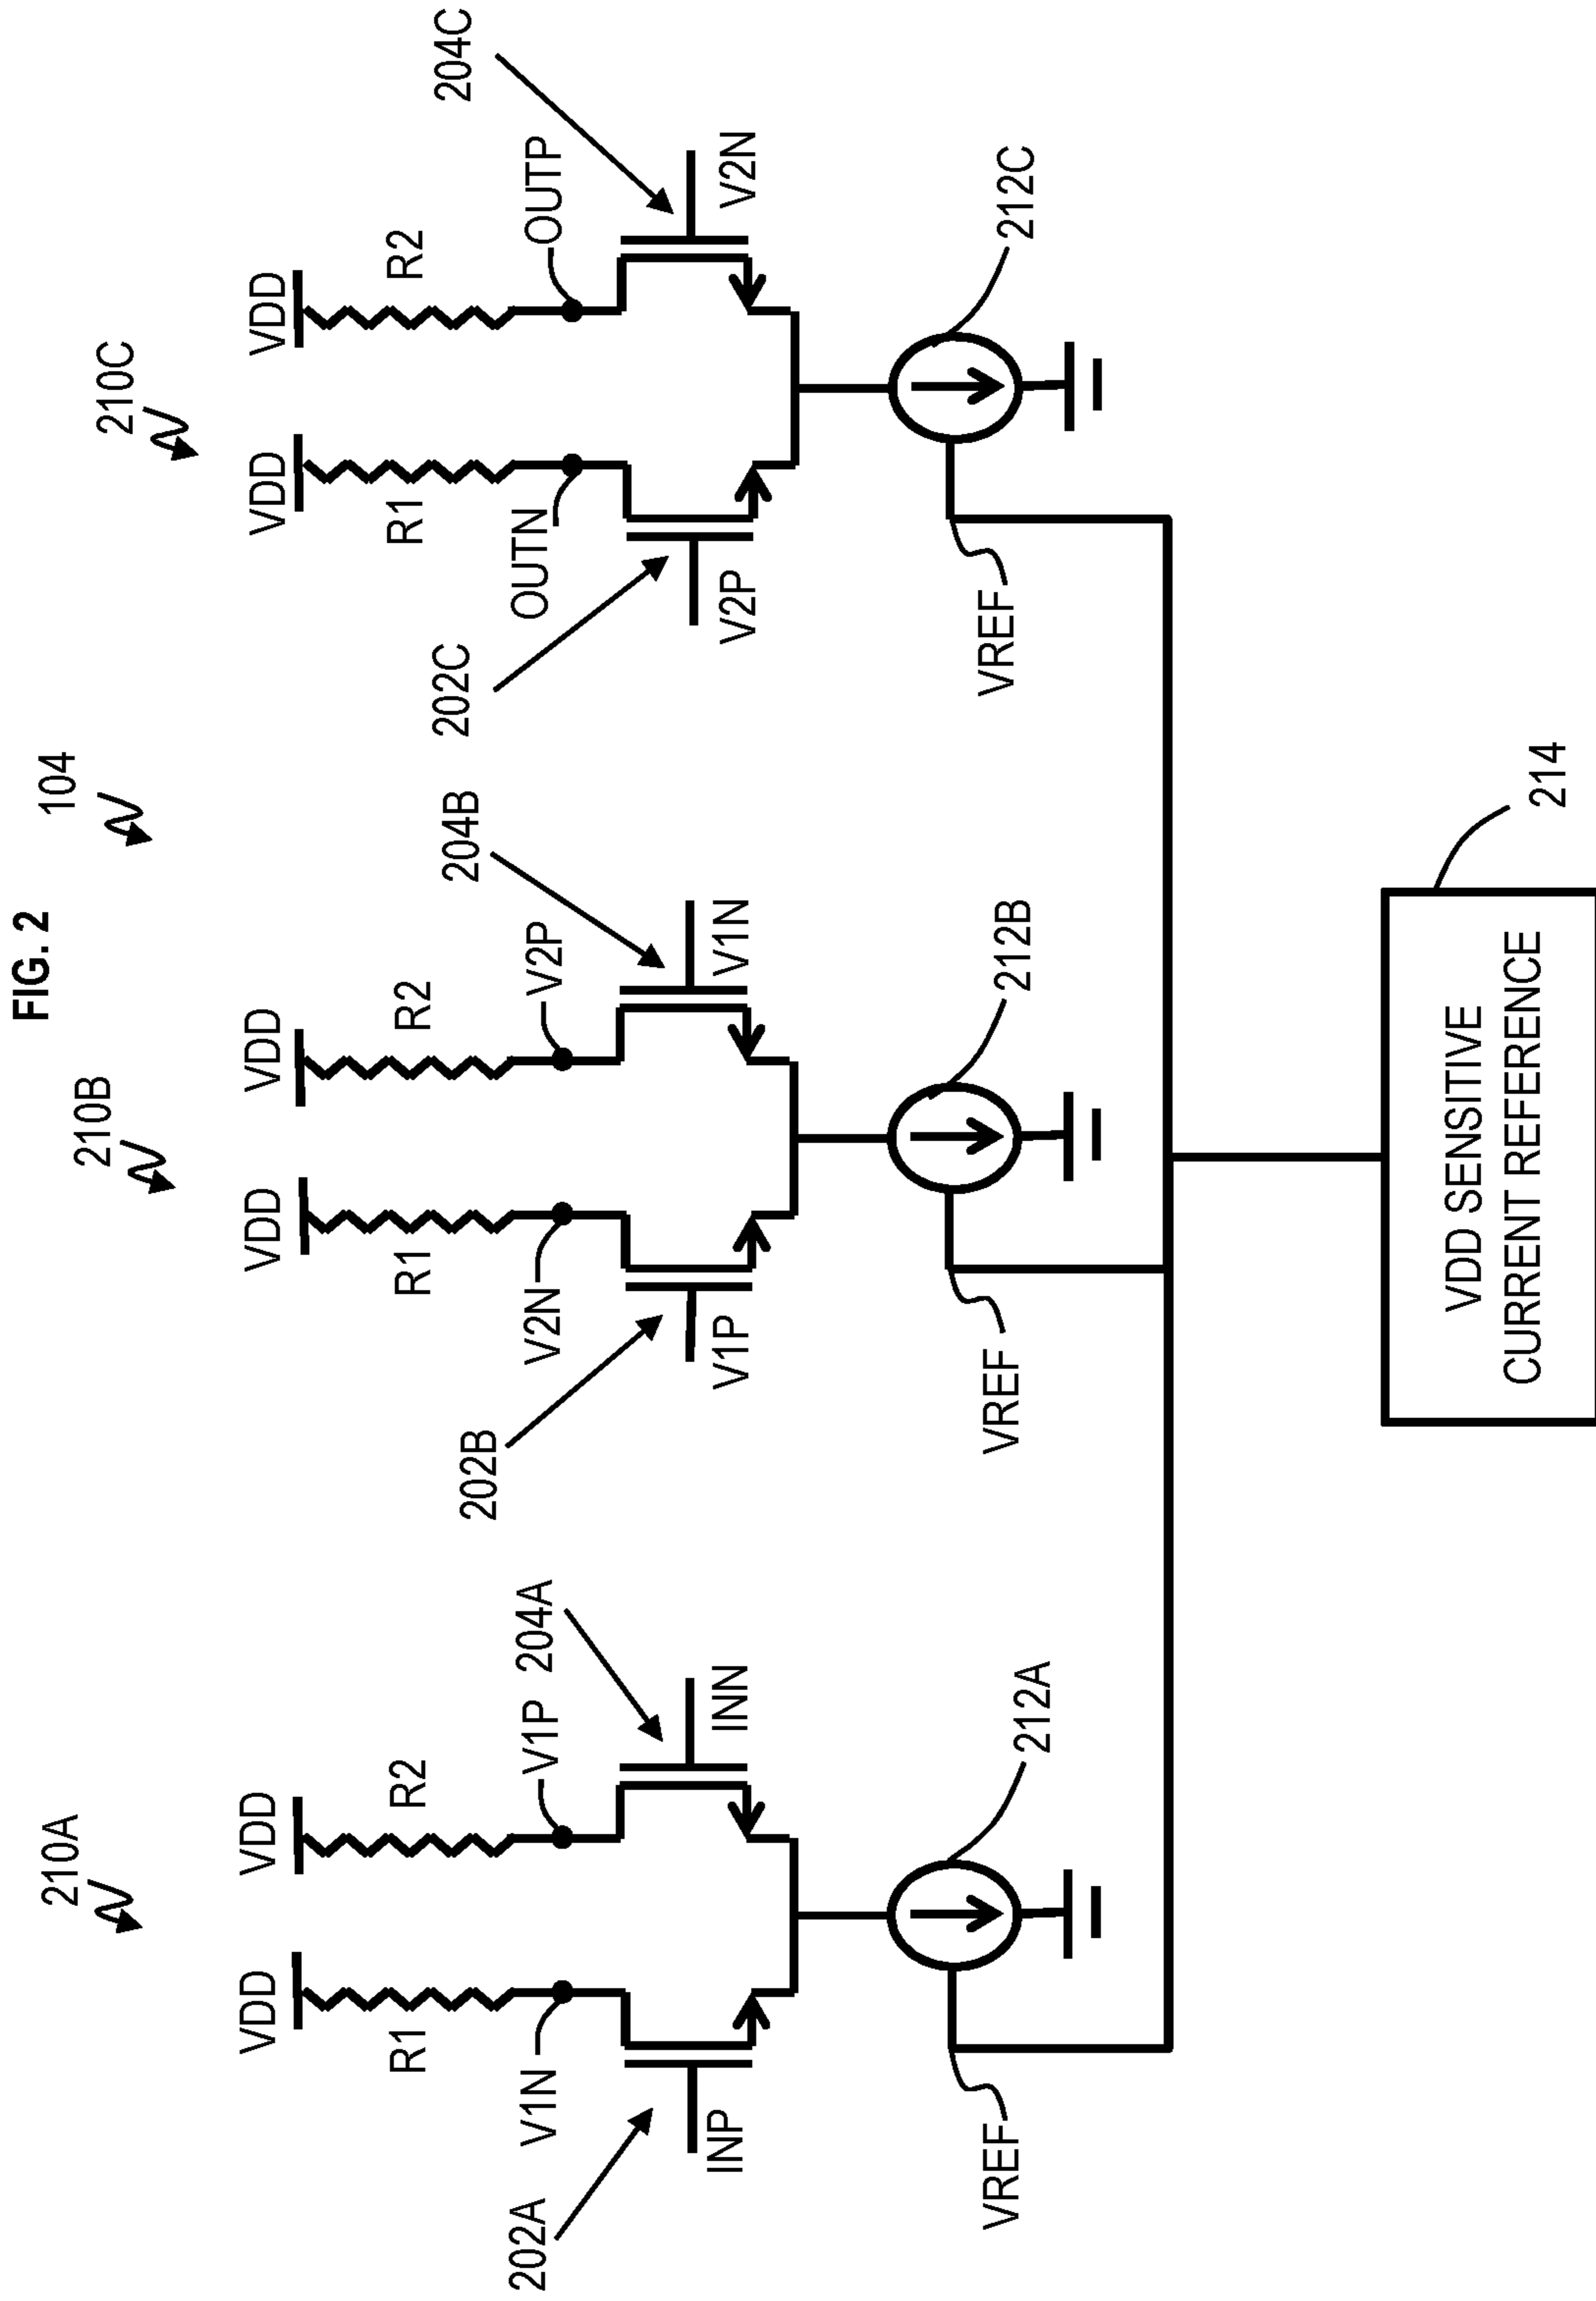 FIG. 2
104
210A
210B
210C
VDD
VDD
VDD
VDD
VDD
VDD
R1
R2
R1
R2
R1
R2
V1N
V1P
V2N
V2P
OUTN
OUTP
202A
204A
202B
204B
202C
204C
INP
INN
V1P
V1N
V2P
V2N
VREF
212A
VREF
212B
VREF
212C
VDD SENSITIVE
CURRENT REFERENCE
214